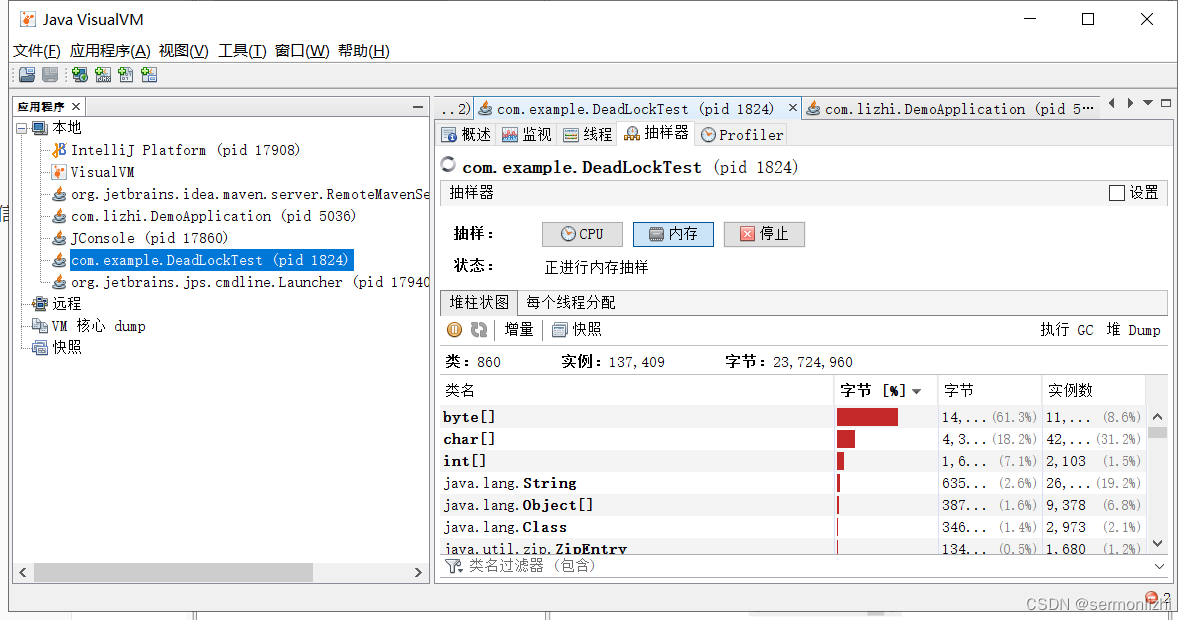 Java VisualVM
文件(F) 应用程序(A) 视图(V) 工具(T) 窗口(W) 帮助(H)
应用程序
本地
IntelliJ Platform (pid 17908)
VisualVM
org.jetbrains.idea.maven.server.RemoteMavenSe
com.lizhi.DemoApplication (pid 5036)
JConsole (pid 17860)
com.example.DeadLockTest (pid 1824)
org.jetbrains.jps.cmdline.Launcher (pid 17940
远程
VM 核心 dump
快照
..2) com.example.DeadLockTest (pid 1824) com.lizhi.DemoApplication (pid 5...
概述 监视 线程 抽样器 Profiler
com.example.DeadLockTest (pid 1824)
抽样器 设置
抽样: CPU 内存 停止
状态: 正进行内存抽样
堆柱状图 每个线程分配
增量 快照 执行 GC 堆 Dump
类: 860 实例: 137,409 字节: 23,724,960
类名 字节 [%] 字节 实例数
byte[] 14,... (61.3%) 11,... (8.6%)
char[] 4,3... (18.2%) 42,... (31.2%)
int[] 1,6... (7.1%) 2,103 (1.5%)
java.lang.String 635... (2.6%) 26,... (19.2%)
java.lang.Object[] 387... (1.6%) 9,378 (6.8%)
java.lang.Class 346... (1.4%) 2,973 (2.1%)
java.util.zip.ZipEntry 134... (0.5%) 1,680 (1.2%)
类名过滤器 (包含)
2
CSDN @sermonlizhi